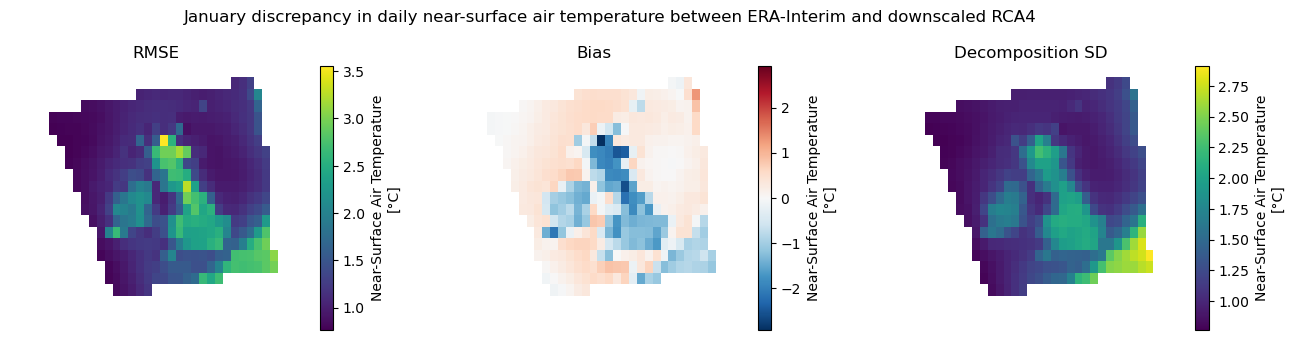 January discrepancy in daily near-surface air temperature between ERA-Interim and downscaled RCA4
RMSE
3.5
3.0
2.5
2.0
1.5
1.0
Near-Surface Air Temperature
[°C]
Bias
2
1
0
−1
−2
Near-Surface Air Temperature
[°C]
Decomposition SD
2.75
2.50
2.25
2.00
1.75
1.50
1.25
1.00
Near-Surface Air Temperature
[°C]